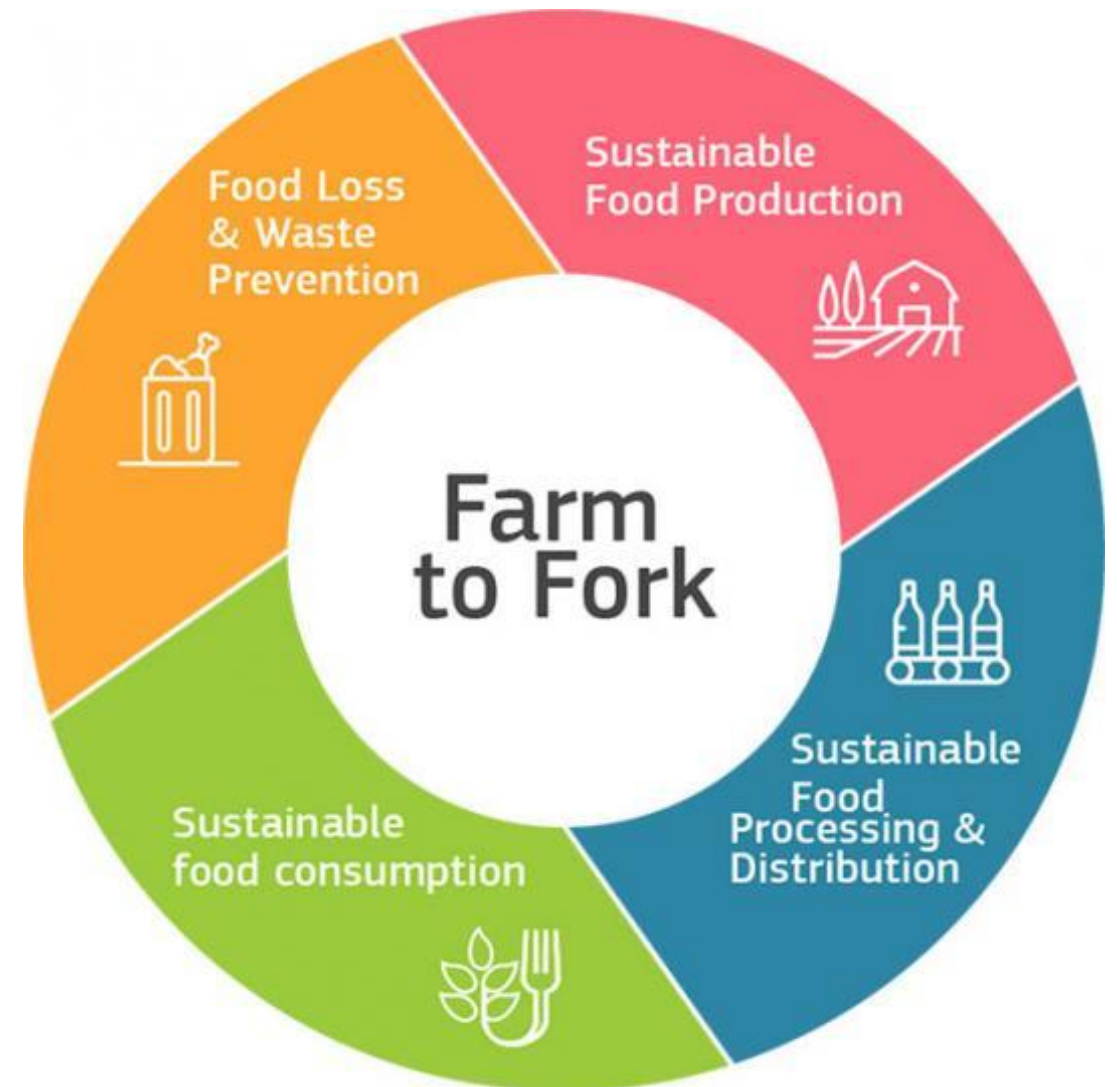 Food Loss
& Waste
Prevention
Sustainable
Food Production
Farm
to Fork
Sustainable
Food
Processing &
Distribution
Sustainable
food consumption